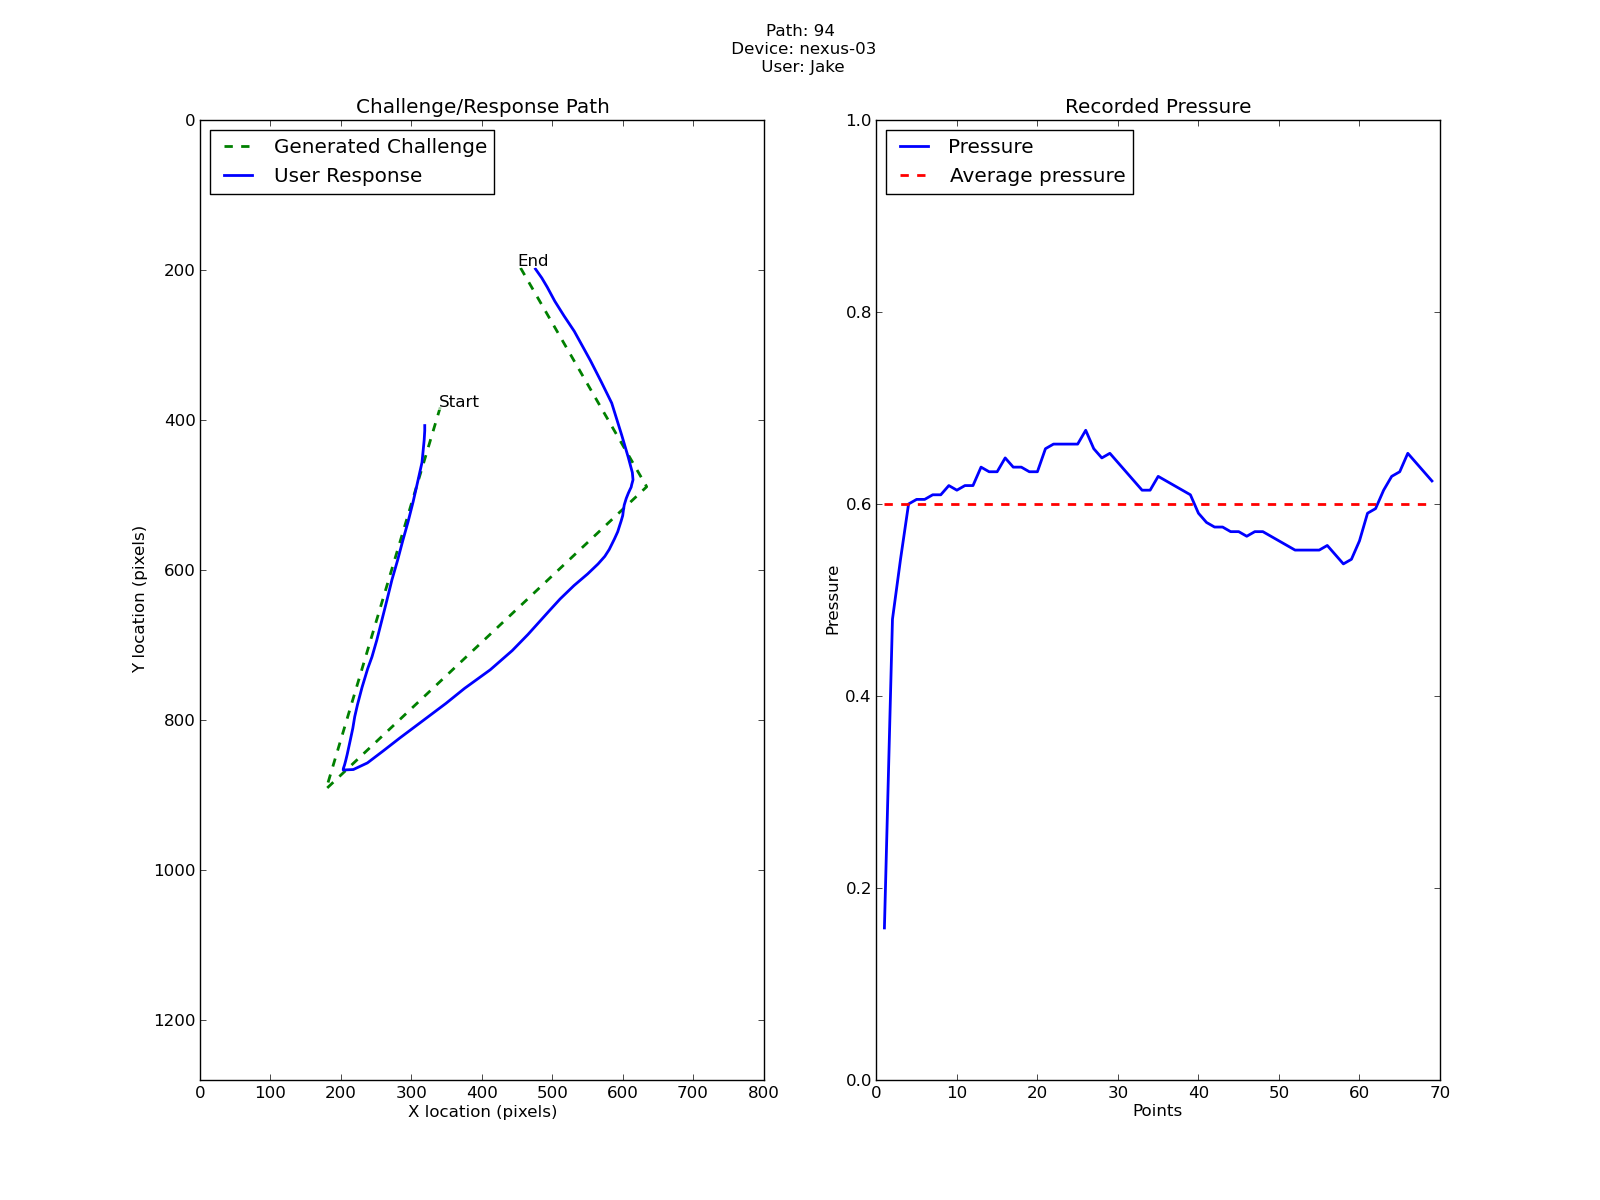 Path: 94
Device: nexus-03
User: Jake
Challenge/Response Path
Generated Challenge
User Response
End
Start
0
200
400
600
800
1000
1200
Y location (pixels)
0 100 200 300 400 500 600 700 800
X location (pixels)
Recorded Pressure
Pressure
Average pressure
1.0
0.8
0.6
0.4
0.2
0.0
Pressure
0 10 20 30 40 50 60 70
Points